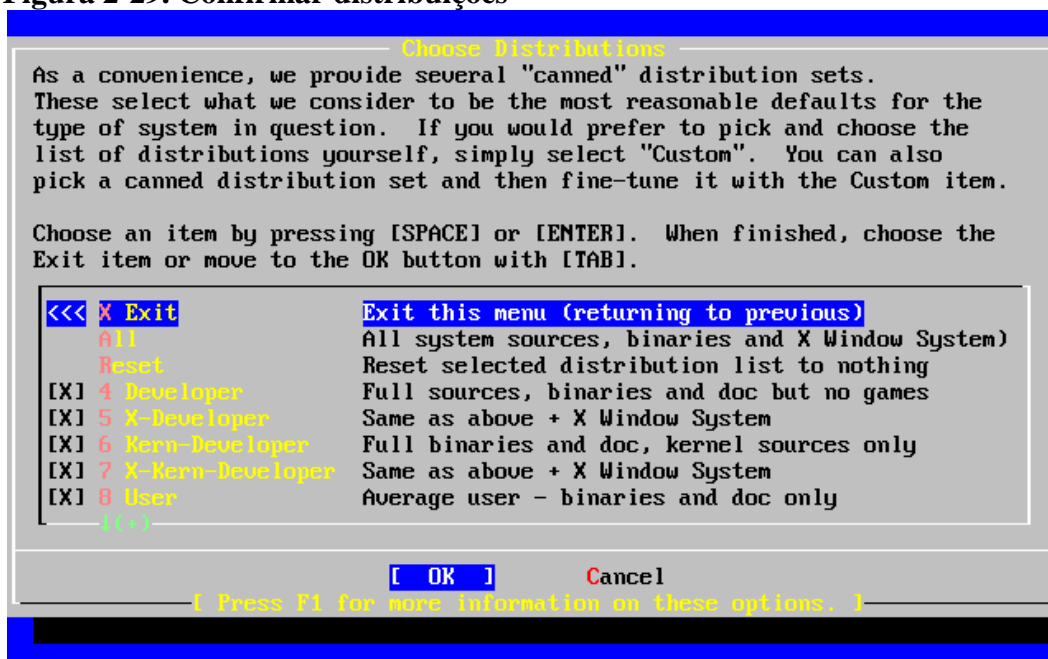 Figura 2-29. Confirmar distribuições
Choose Distributions
As a convenience, we provide several "canned" distribution sets.
These select what we consider to be the most reasonable defaults for the
type of system in question. If you would prefer to pick and choose the
list of distributions yourself, simply select "Custom". You can also
pick a canned distribution set and then fine-tune it with the Custom item.
Choose an item by pressing [SPACE] or [ENTER]. When finished, choose the
Exit item or move to the OK button with [TAB].
<<< X Exit Exit this menu (returning to previous)
All All system sources, binaries and X Window System)
Reset Reset selected distribution list to nothing
[X] 4 Developer Full sources, binaries and doc but no games
[X] 5 X-Developer Same as above + X Window System
[X] 6 Kern-Developer Full binaries and doc, kernel sources only
[X] 7 X-Kern-Developer Same as above + X Window System
[X] 8 User Average user - binaries and doc only
↓(+)
[ OK ] Cancel
[ Press F1 for more information on these options. ]